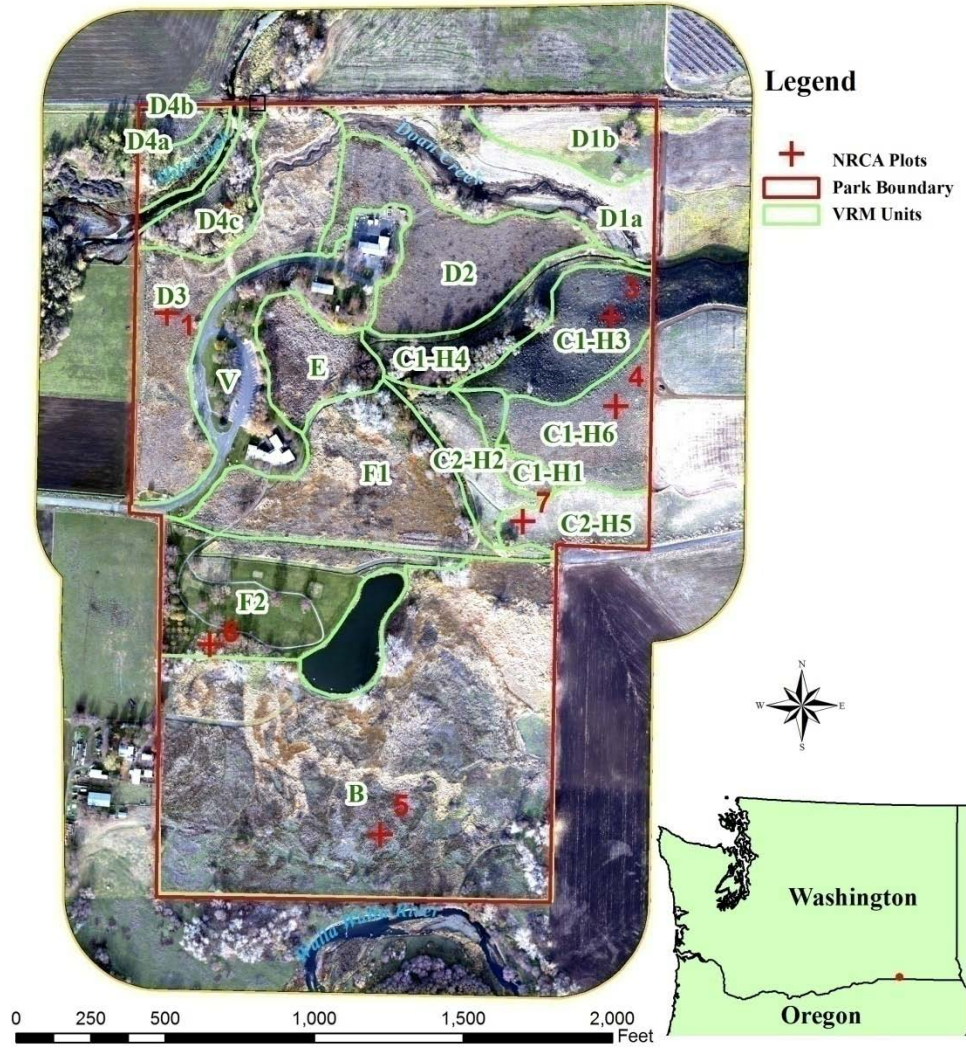 Legend
NRCA Plots
Park Boundary
VRM Units
D4b
D4a
Mill Creek
Doan Creek
D1b
D4c
D1a
D2
D3
1
3
C1-H3
C1-H4
E
V
4
C1-H6
C2-H2
C1-H1
F1
7
C2-H5
F2
6
B
5
Walla Walla River
N
W
E
S
Washington
Oregon
0 250 500 1,000 1,500 2,000
Feet